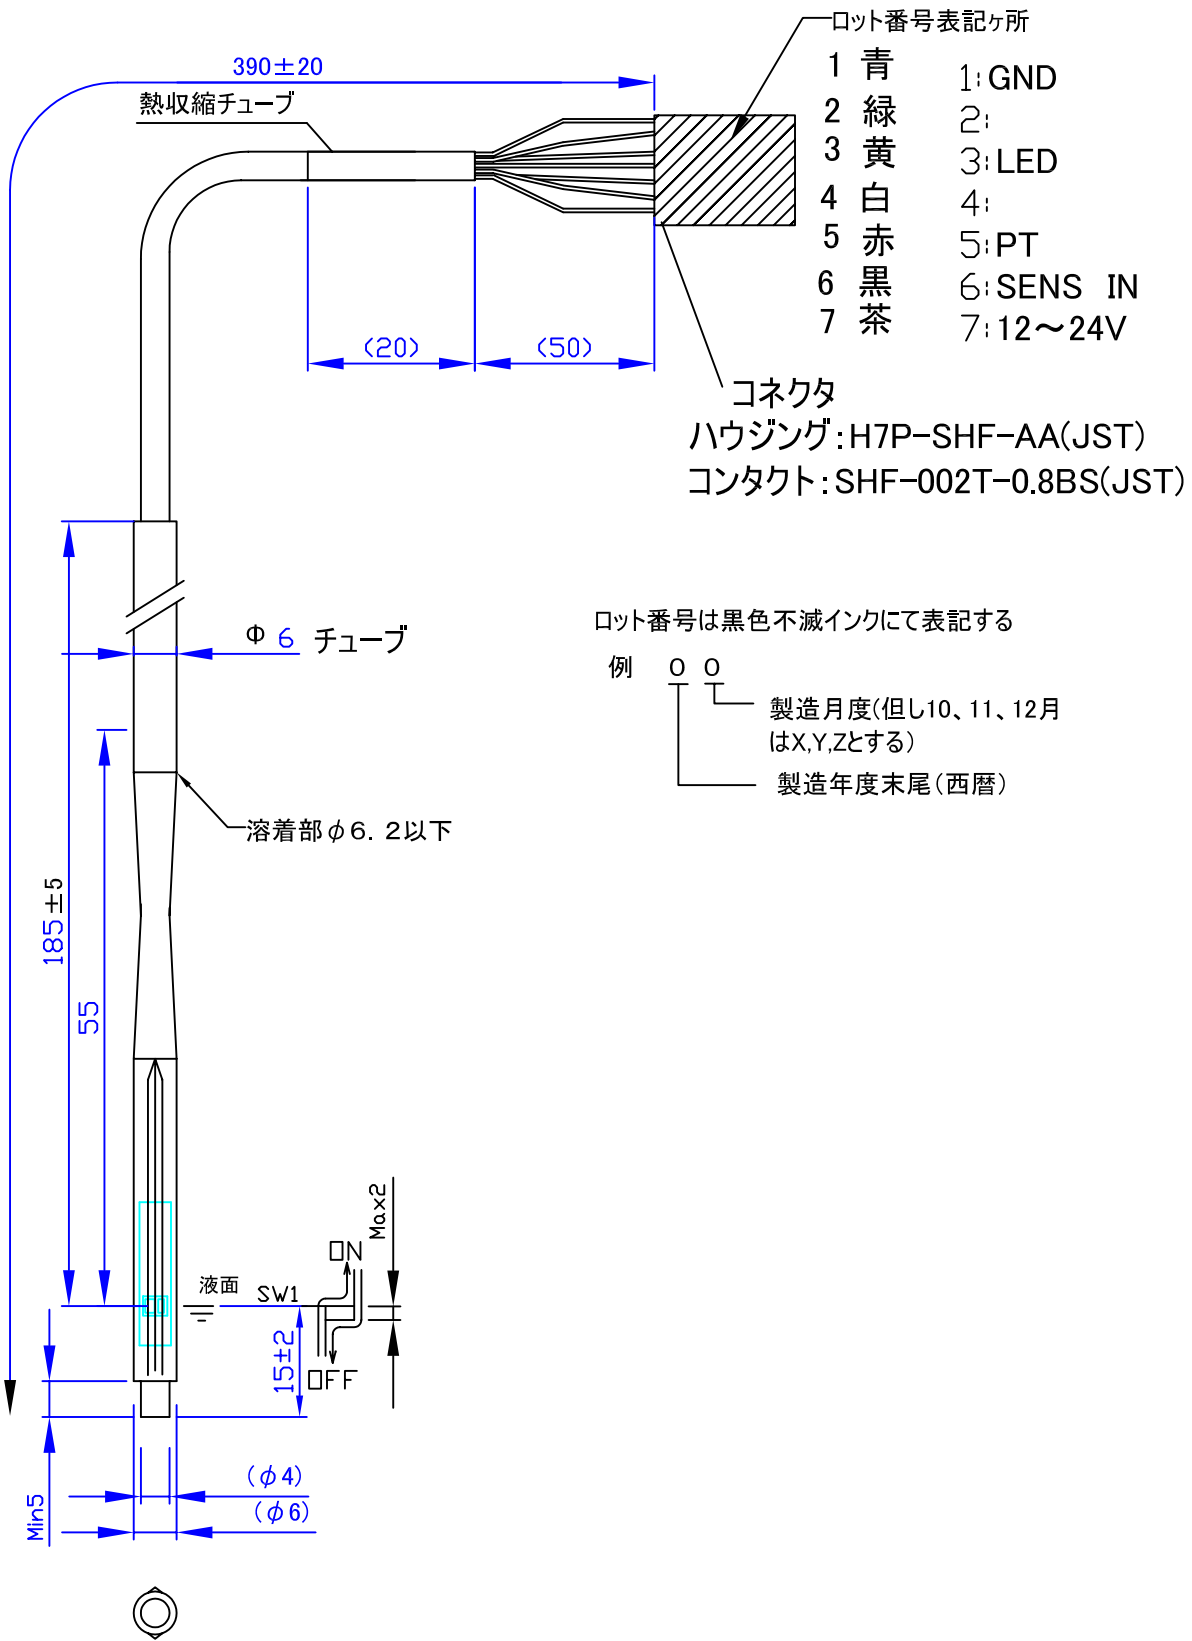 ロット番号表記ヶ所
390±20
熱収縮チューブ
1 青
2 緑
3 黄
4 白
5 赤
6 黒
7 茶
1: GND
2:
3: LED
4:
5: PT
6: SENS IN
7: 12～24V
(20)
(50)
コネクタ
ハウジング:H7P-SHF-AA(JST)
コンタクト:SHF-002T-0.8BS(JST)
Φ 6 チューブ
ロット番号は黒色不滅インクにて表記する
例 0 0
製造月度(但し10、11、12月
はX,Y,Zとする)
製造年度末尾(西暦)
溶着部φ6. 2以下
185±5
55
液面
SW1
ON
OFF
Max2
15±2
(φ4)
(φ6)
Min5